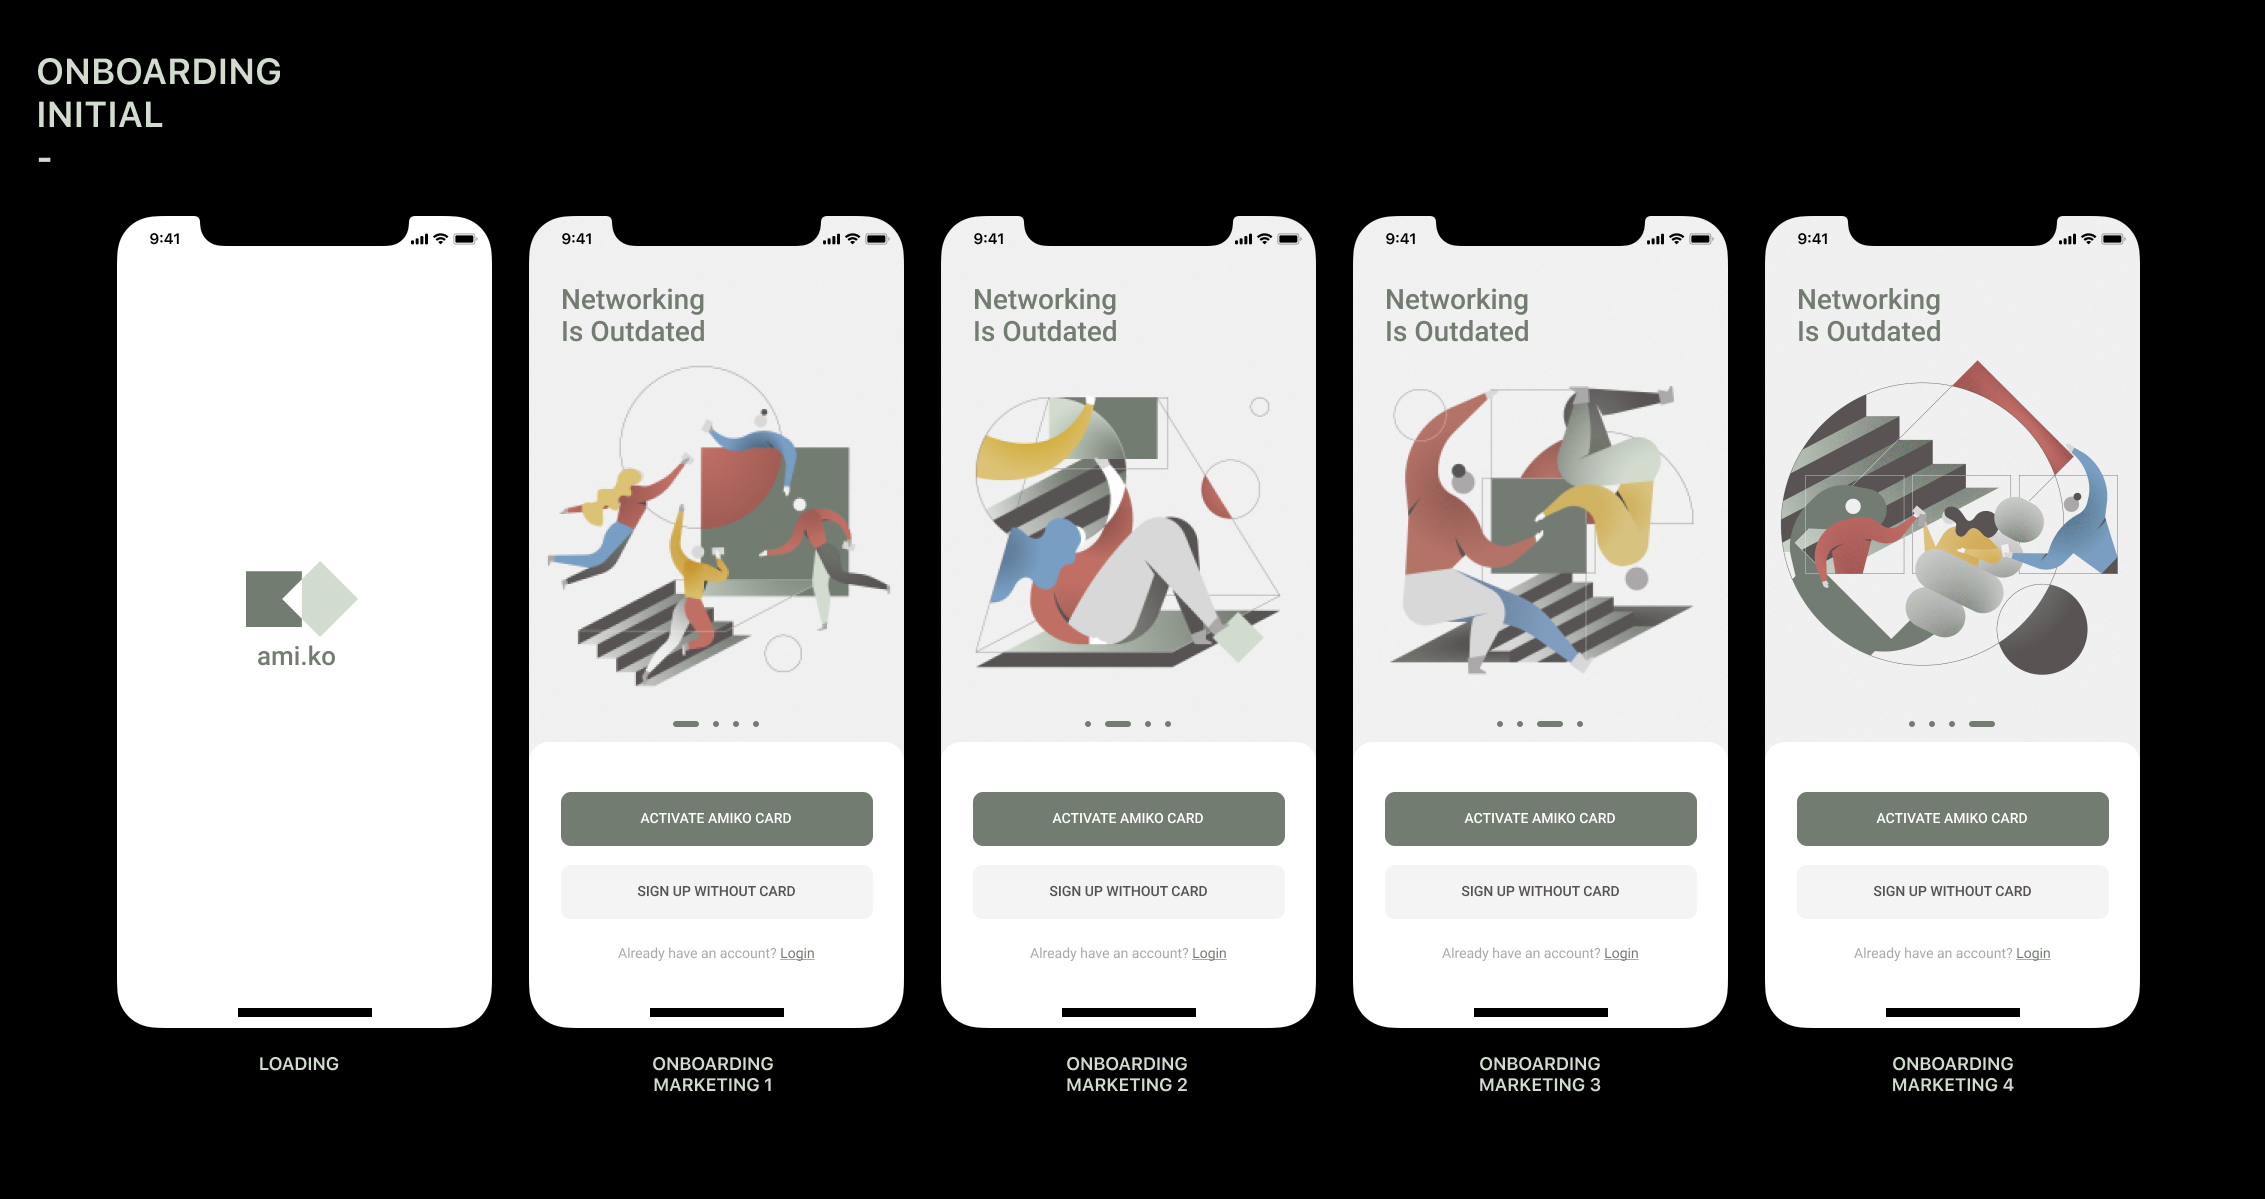 ONBOARDING
INITIAL
-
9:41
ami.ko
LOADING
9:41
Networking
Is Outdated
ACTIVATE AMIKO CARD
SIGN UP WITHOUT CARD
Already have an account? Login
ONBOARDING
MARKETING 1
9:41
Networking
Is Outdated
ACTIVATE AMIKO CARD
SIGN UP WITHOUT CARD
Already have an account? Login
ONBOARDING
MARKETING 2
9:41
Networking
Is Outdated
ACTIVATE AMIKO CARD
SIGN UP WITHOUT CARD
Already have an account? Login
ONBOARDING
MARKETING 3
9:41
Networking
Is Outdated
ACTIVATE AMIKO CARD
SIGN UP WITHOUT CARD
Already have an account? Login
ONBOARDING
MARKETING 4